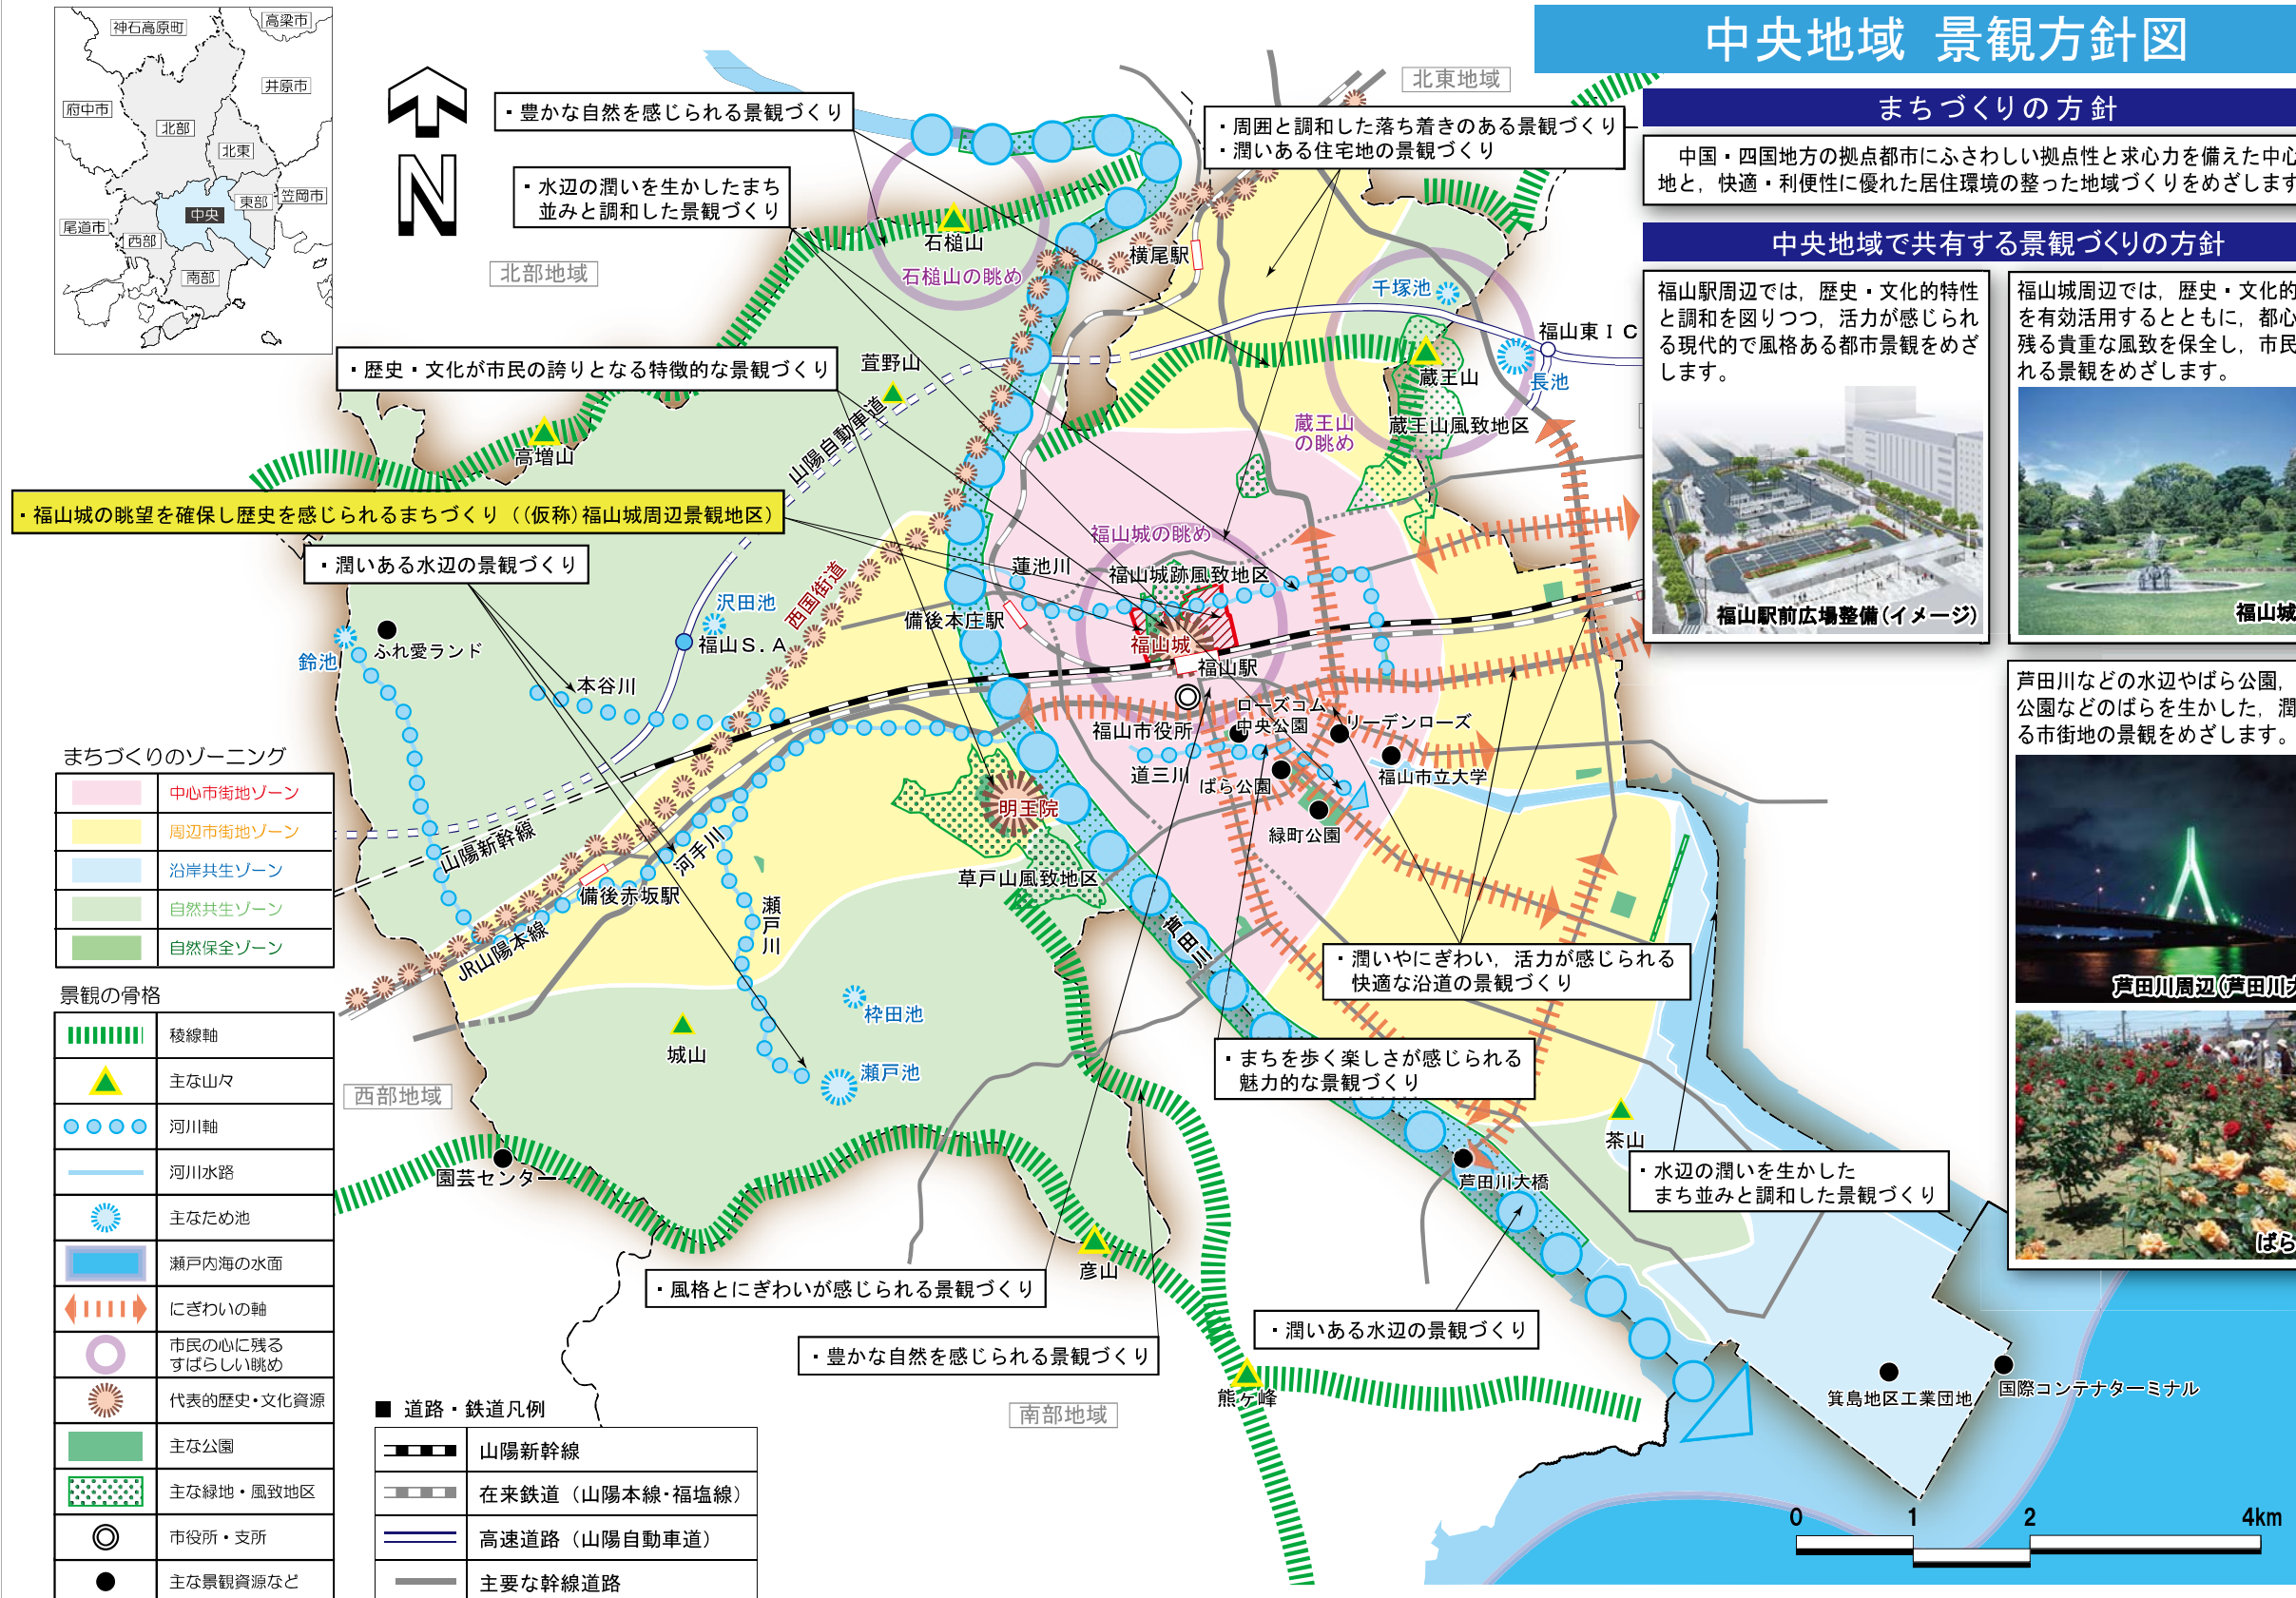 中央地域 景観方針図
神石高原町
高梁市
井原市
府中市
北部
北東
笠岡市
東部
中央
尾道市
西部
南部
N
北東地域
北部地域
西部地域
南部地域
・豊かな自然を感じられる景観づくり
・水辺の潤いを生かしたまち
並みと調和した景観づくり
・周囲と調和した落ち着きのある景観づくり
・潤いある住宅地の景観づくり
・歴史・文化が市民の誇りとなる特徴的な景観づくり
・福山城の眺望を確保し歴史を感じられるまちづくり（(仮称)福山城周辺景観地区）
・潤いある水辺の景観づくり
まちづくりの方針
中国・四国地方の拠点都市にふさわしい拠点性と求心力を備えた中心
地と，快適・利便性に優れた居住環境の整った地域づくりをめざします
中央地域で共有する景観づくりの方針
福山駅周辺では，歴史・文化的特性
と調和を図りつつ，活力が感じられ
る現代的で風格ある都市景観をめざ
します。
福山駅前広場整備(イメージ)
福山城周辺では，歴史・文化的
を有効活用するとともに，都心
残る貴重な風致を保全し，市民
れる景観をめざします。
福山城
芦田川などの水辺やばら公園，
公園などのばらを生かした，潤
る市街地の景観をめざします。
芦田川周辺(芦田川大
ばら
石槌山
石槌山の眺め
横尾駅
千塚池
福山東ＩＣ
長池
蔵王山
蔵王山
の眺め
蔵王山風致地区
萓野山
山陽自動車道
高増山
福山城の眺め
蓮池川
福山城跡風致地区
備後本庄駅
福山城
福山駅
西国街道
沢田池
福山Ｓ.Ａ
ふれ愛ランド
鈴池
本谷川
福山市役所
ローズコム
中央公園
リーデンローズ
道三川
ばら公園
福山市立大学
緑町公園
明王院
草戸山風致地区
山陽新幹線
河手川
備後赤坂駅
JR山陽本線
瀬戸川
芦田川
枠田池
城山
瀬戸池
園芸センター
彦山
熊ヶ峰
茶山
芦田川大橋
箕島地区工業団地
国際コンテナターミナル
・潤いやにぎわい，活力が感じられる
快適な沿道の景観づくり
・まちを歩く楽しさが感じられる
魅力的な景観づくり
・水辺の潤いを生かした
まち並みと調和した景観づくり
・風格とにぎわいが感じられる景観づくり
・豊かな自然を感じられる景観づくり
・潤いある水辺の景観づくり
まちづくりのゾーニング
中心市街地ゾーン
周辺市街地ゾーン
沿岸共生ゾーン
自然共生ゾーン
自然保全ゾーン
景観の骨格
稜線軸
主な山々
河川軸
河川水路
主なため池
瀬戸内海の水面
にぎわいの軸
市民の心に残る
すばらしい眺め
代表的歴史・文化資源
主な公園
主な緑地・風致地区
市役所・支所
主な景観資源など
■ 道路・鉄道凡例
山陽新幹線
在来鉄道（山陽本線・福塩線）
高速道路（山陽自動車道）
主要な幹線道路
0 1 2 4km